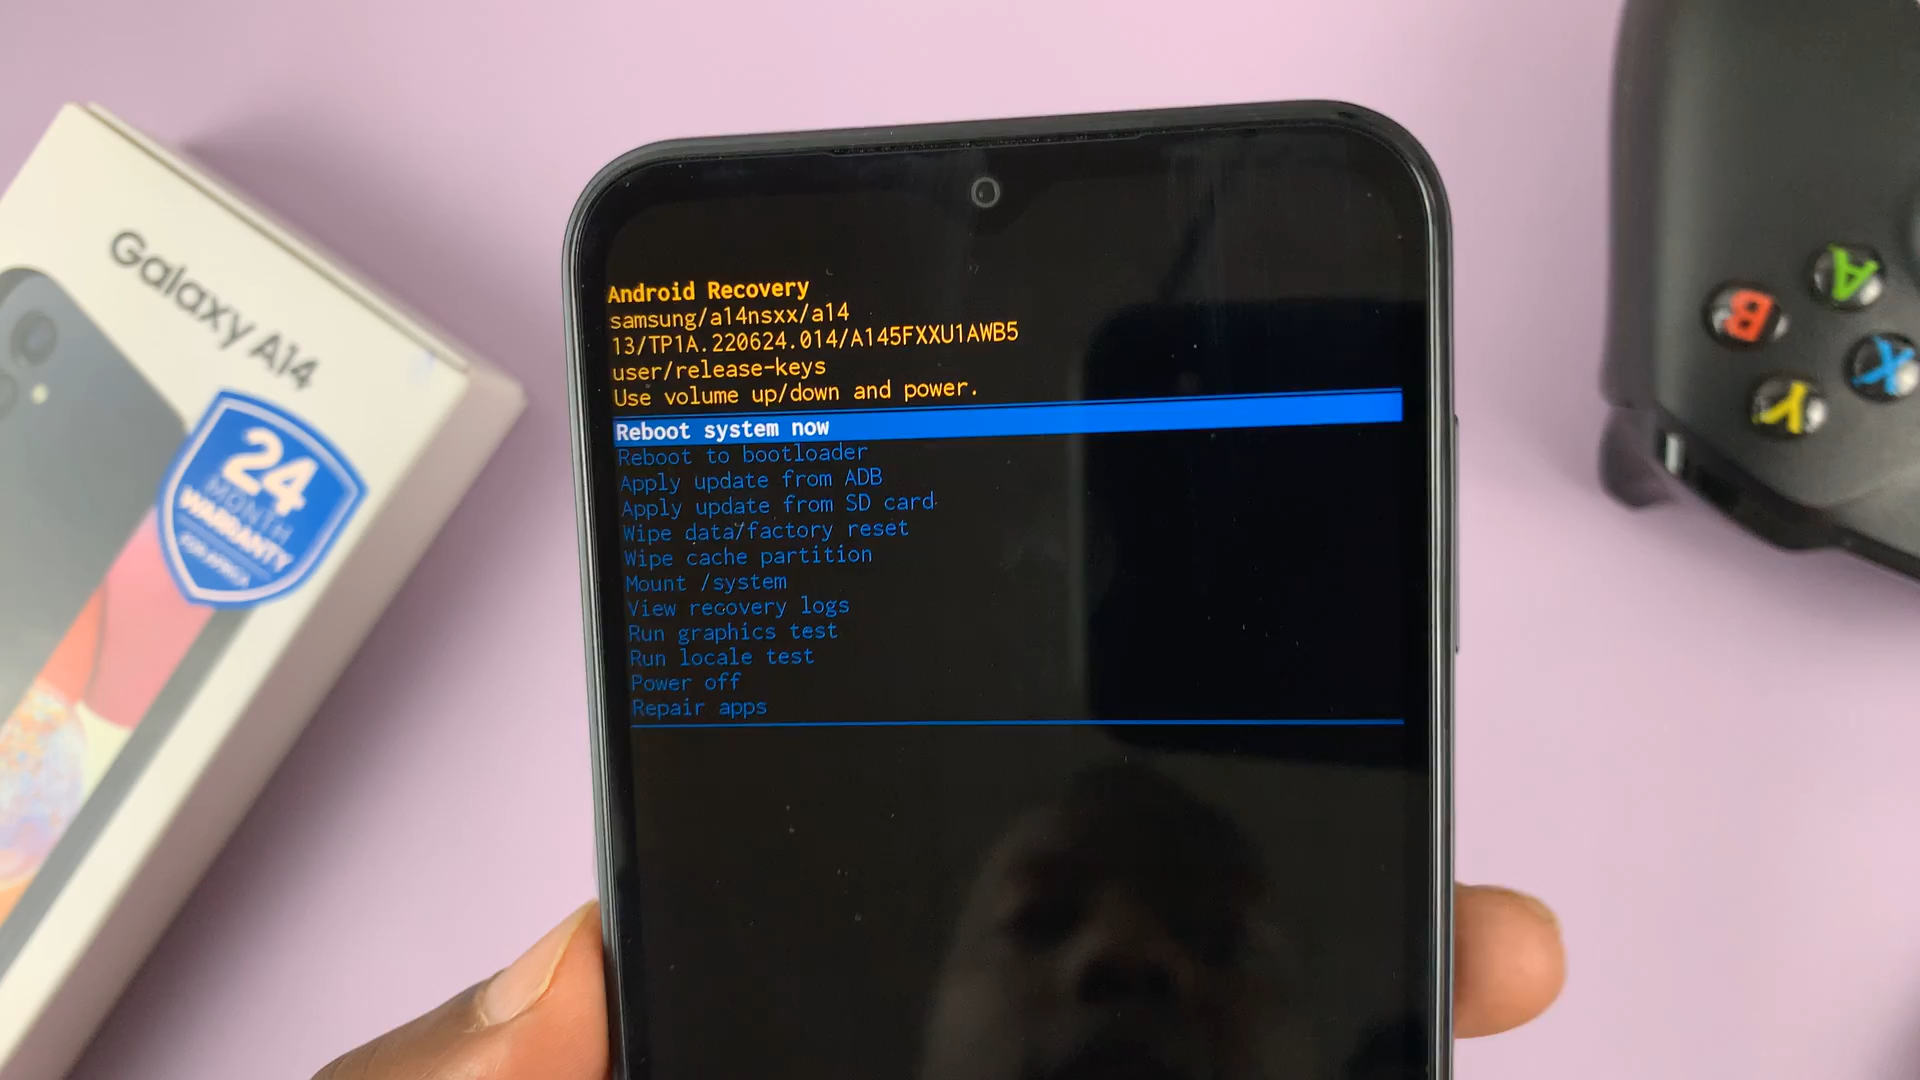 Galaxy A14
24
MONTH
WARRANTY
FOR AFRICA
Android Recovery
samsung/a14nsxx/a14
13/TP1A.220624.014/A145FXXU1AWB5
user/release-keys
Use volume up/down and power.
Reboot system now
Reboot to bootloader
Apply update from ADB
Apply update from SD card
Wipe data/factory reset
Wipe cache partition
Mount /system
View recovery logs
Run graphics test
Run locale test
Power off
Repair apps
A
B
X
Y